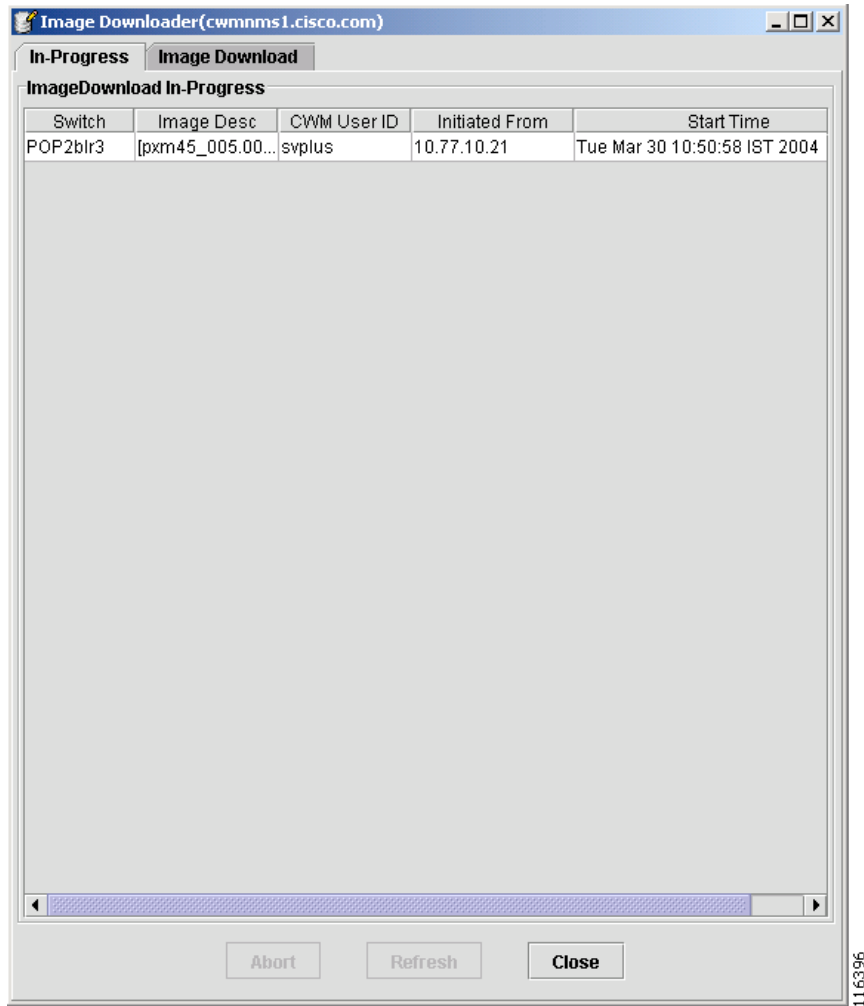 Image Downloader(cwmnms1.cisco.com)
In-Progress Image Download
ImageDownload In-Progress
Switch Image Desc CWM User ID Initiated From Start Time
POP2blr3 [pxm45_005.00... svplus 10.77.10.21 Tue Mar 30 10:50:58 IST 2004
Abort Refresh Close
116396